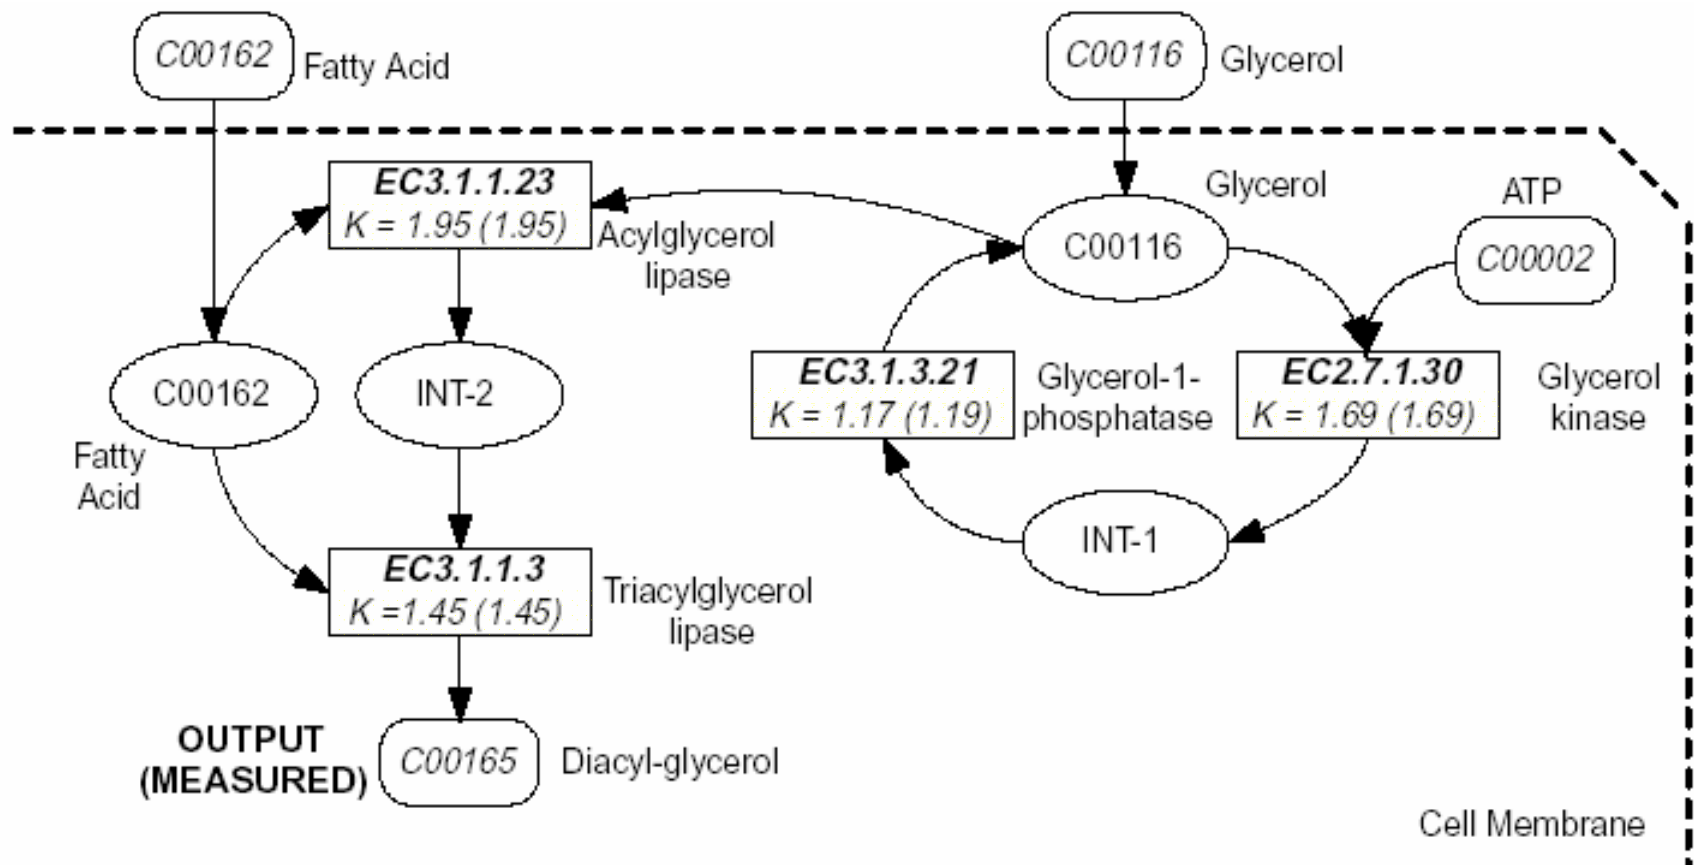 C00162
Fatty Acid
C00116
Glycerol
EC3.1.1.23
K = 1.95 (1.95)
Acylglycerol
lipase
Glycerol
C00116
ATP
C00002
C00162
Fatty
Acid
INT-2
EC3.1.3.21
K = 1.17 (1.19)
Glycerol-1-
phosphatase
EC2.7.1.30
K = 1.69 (1.69)
Glycerol
kinase
INT-1
EC3.1.1.3
K =1.45 (1.45)
Triacylglycerol
lipase
OUTPUT
(MEASURED)
C00165
Diacyl-glycerol
Cell Membrane